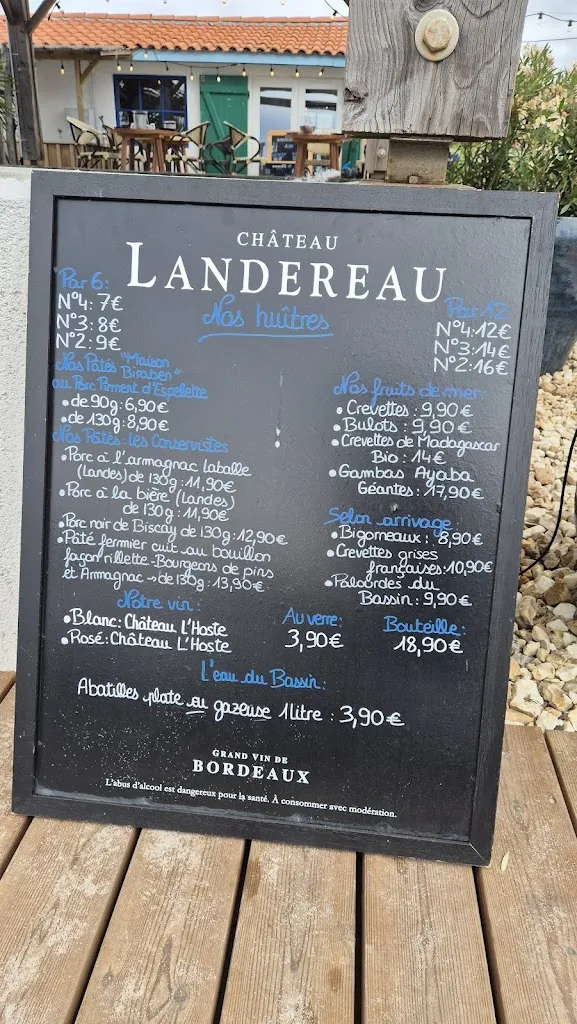 CHÂTEAU
LANDEREAU
Nos huîtres
Par 6:
N°4: 7€
N°3: 8€
N°2: 9€
Par 12
N°4: 12€
N°3: 14€
N°2: 16€
Nos Pâtés "Maison
Biraben"
au Porc Piment d'Espelette
• de 90g: 6,90€
• de 130g: 8,90€
Nos Pâtés: les Conservistes
• Porc à l'armagnac laballe
(Landes) de 130g: 11,90€
• Porc à la bière (Landes)
de 130g: 11,90€
• Porc noir de Biscay de 130g: 12,90€
• Pâté fermier cuit au bouillon
façon rillette-Bourgeons de pins
et Armagnac → de 130g: 13,90€
Nos fruits de mer
• Crevettes: 9,90€
• Bulots: 9,90€
• Crevettes de Madagascar
Bio: 14€
• Gambas Ayaba
Géantes: 17,90€
Selon arrivage
• Bigorneaux: 8,90€
• Crevettes grises
françaises: 10,90€
• Palourdes du
Bassin: 9,90€
Notre vin:
• Blanc: Château L'Hoste
• Rosé: Château L'Hoste
Au verre:
3,90€
Bouteille:
18,90€
L'eau du Bassin:
Abatilles plate ou gazeuse 1 litre: 3,90€
GRAND VIN DE
BORDEAUX
L'abus d'alcool est dangereux pour la santé. À consommer avec modération.